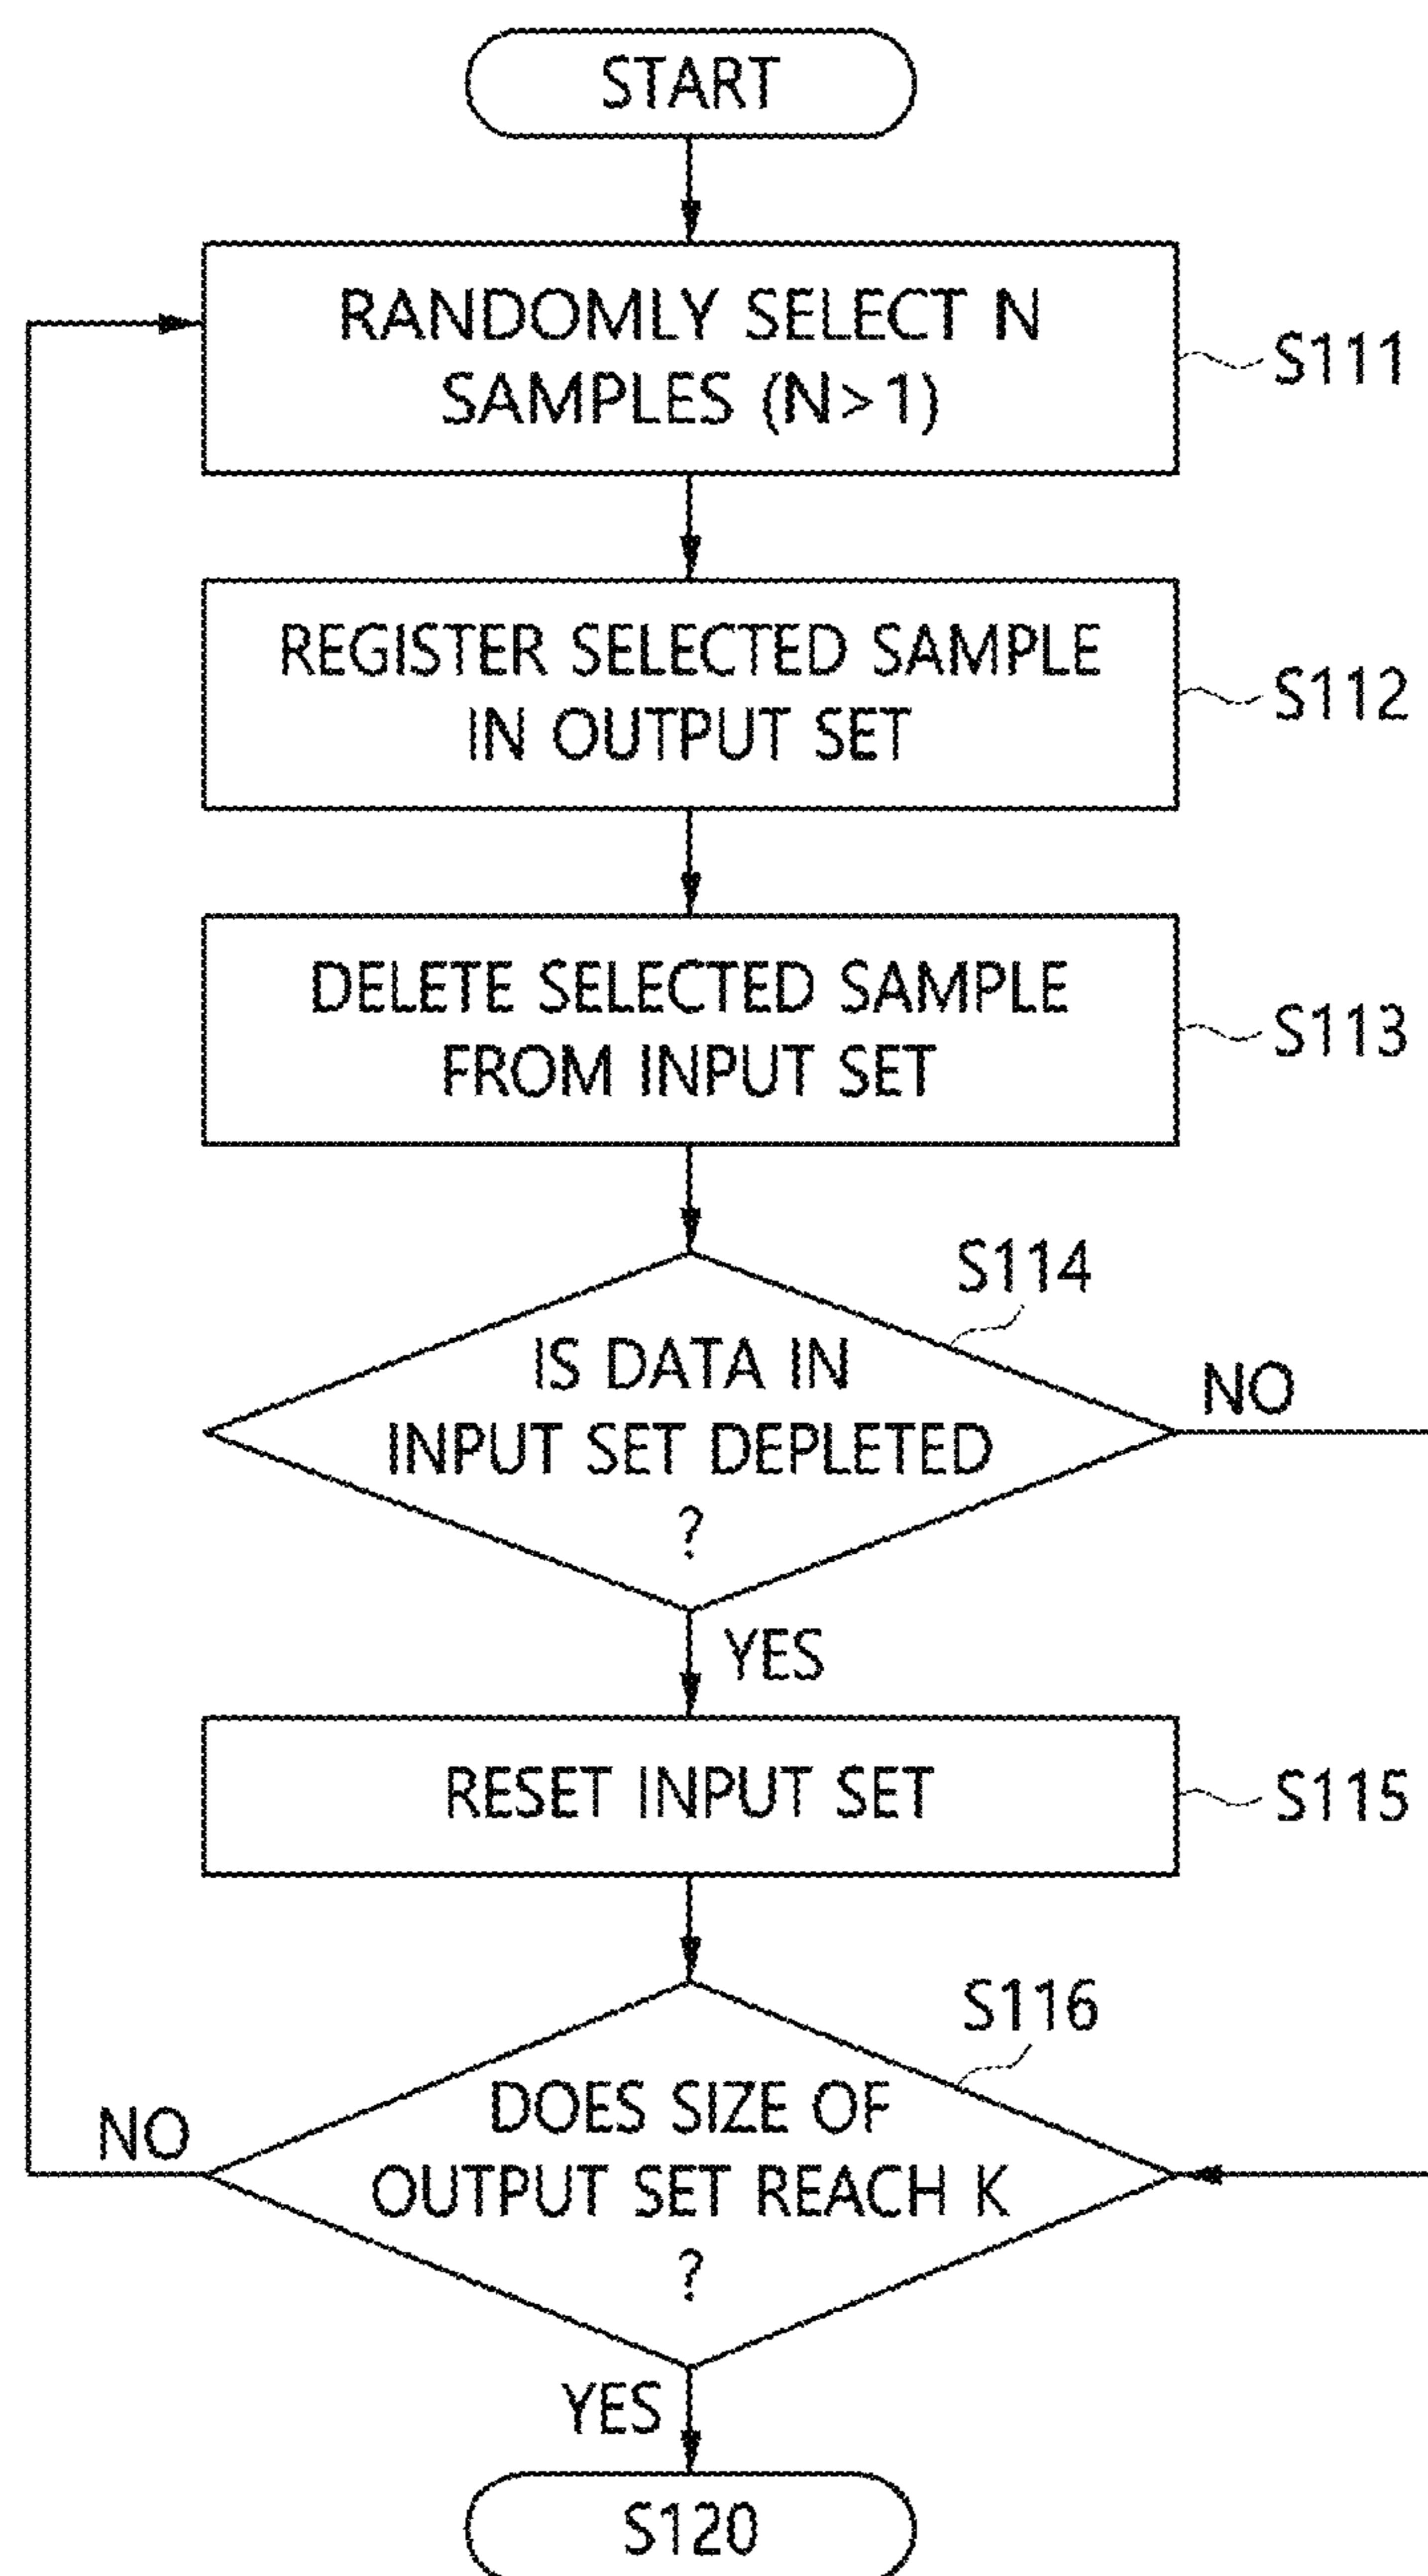 START
RANDOMLY SELECT N
SAMPLES (N>1)
S111
REGISTER SELECTED SAMPLE
IN OUTPUT SET
S112
DELETE SELECTED SAMPLE
FROM INPUT SET
S113
S114
IS DATA IN
INPUT SET DEPLETED
?
NO
YES
RESET INPUT SET
S115
S116
DOES SIZE OF
OUTPUT SET REACH K
?
NO
YES
S120